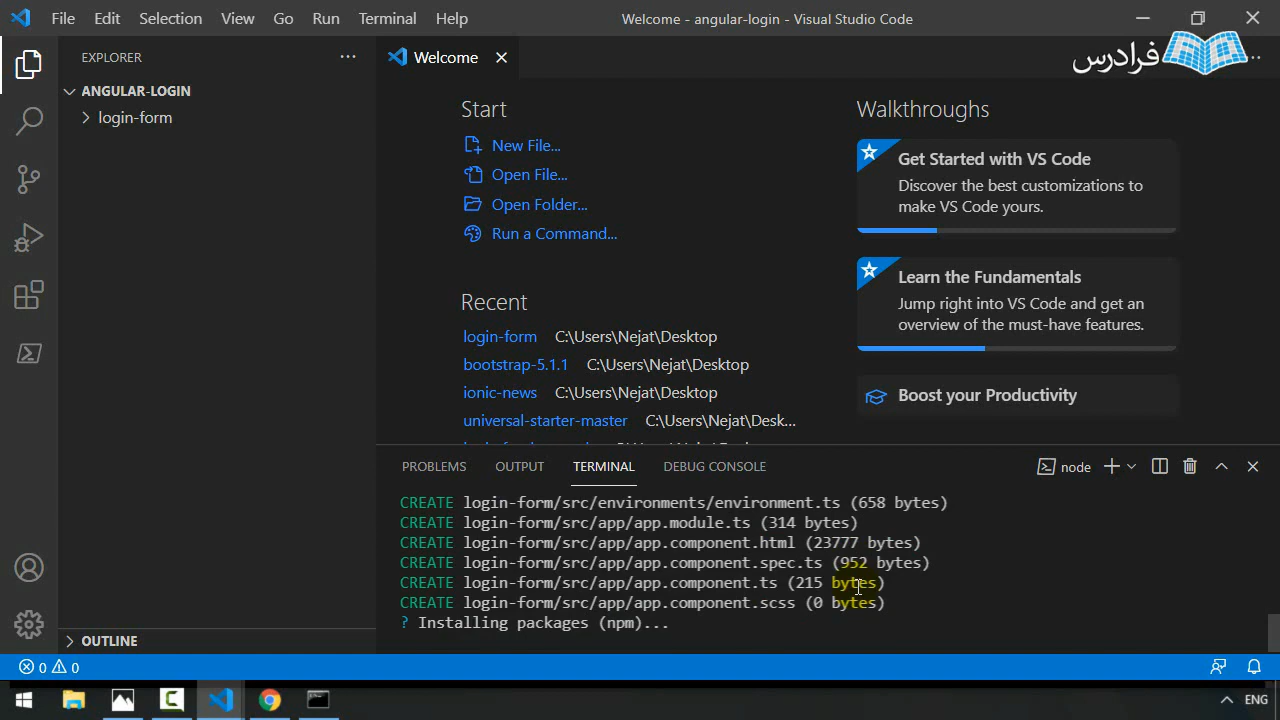 File Edit Selection View Go Run Terminal Help
Welcome - angular-login - Visual Studio Code
فرادرس
EXPLORER
ANGULAR-LOGIN
login-form
OUTLINE
Welcome
Start
New File...
Open File...
Open Folder...
Run a Command...
Recent
login-form C:\Users\Nejat\Desktop
bootstrap-5.1.1 C:\Users\Nejat\Desktop
ionic-news C:\Users\Nejat\Desktop
universal-starter-master C:\Users\Nejat\Desk...
Walkthroughs
Get Started with VS Code
Discover the best customizations to
make VS Code yours.
Learn the Fundamentals
Jump right into VS Code and get an
overview of the must-have features.
Boost your Productivity
PROBLEMS OUTPUT TERMINAL DEBUG CONSOLE
node
CREATE login-form/src/environments/environment.ts (658 bytes)
CREATE login-form/src/app/app.module.ts (314 bytes)
CREATE login-form/src/app/app.component.html (23777 bytes)
CREATE login-form/src/app/app.component.spec.ts (952 bytes)
CREATE login-form/src/app/app.component.ts (215 bytes)
CREATE login-form/src/app/app.component.scss (0 bytes)
? Installing packages (npm)...
0 0
ENG